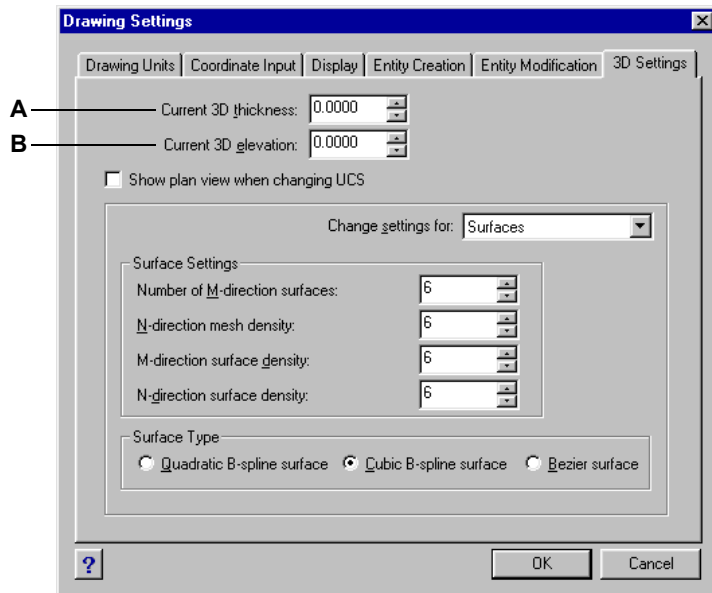 Drawing Settings
Drawing Units Coordinate Input Display Entity Creation Entity Modification 3D Settings
A Current 3D thickness: 0.0000
B Current 3D elevation: 0.0000
Show plan view when changing UCS
Change settings for: Surfaces
Surface Settings
Number of M-direction surfaces: 6
N-direction mesh density: 6
M-direction surface density: 6
N-direction surface density: 6
Surface Type
Quadratic B-spline surface Cubic B-spline surface Bezier surface
? OK Cancel